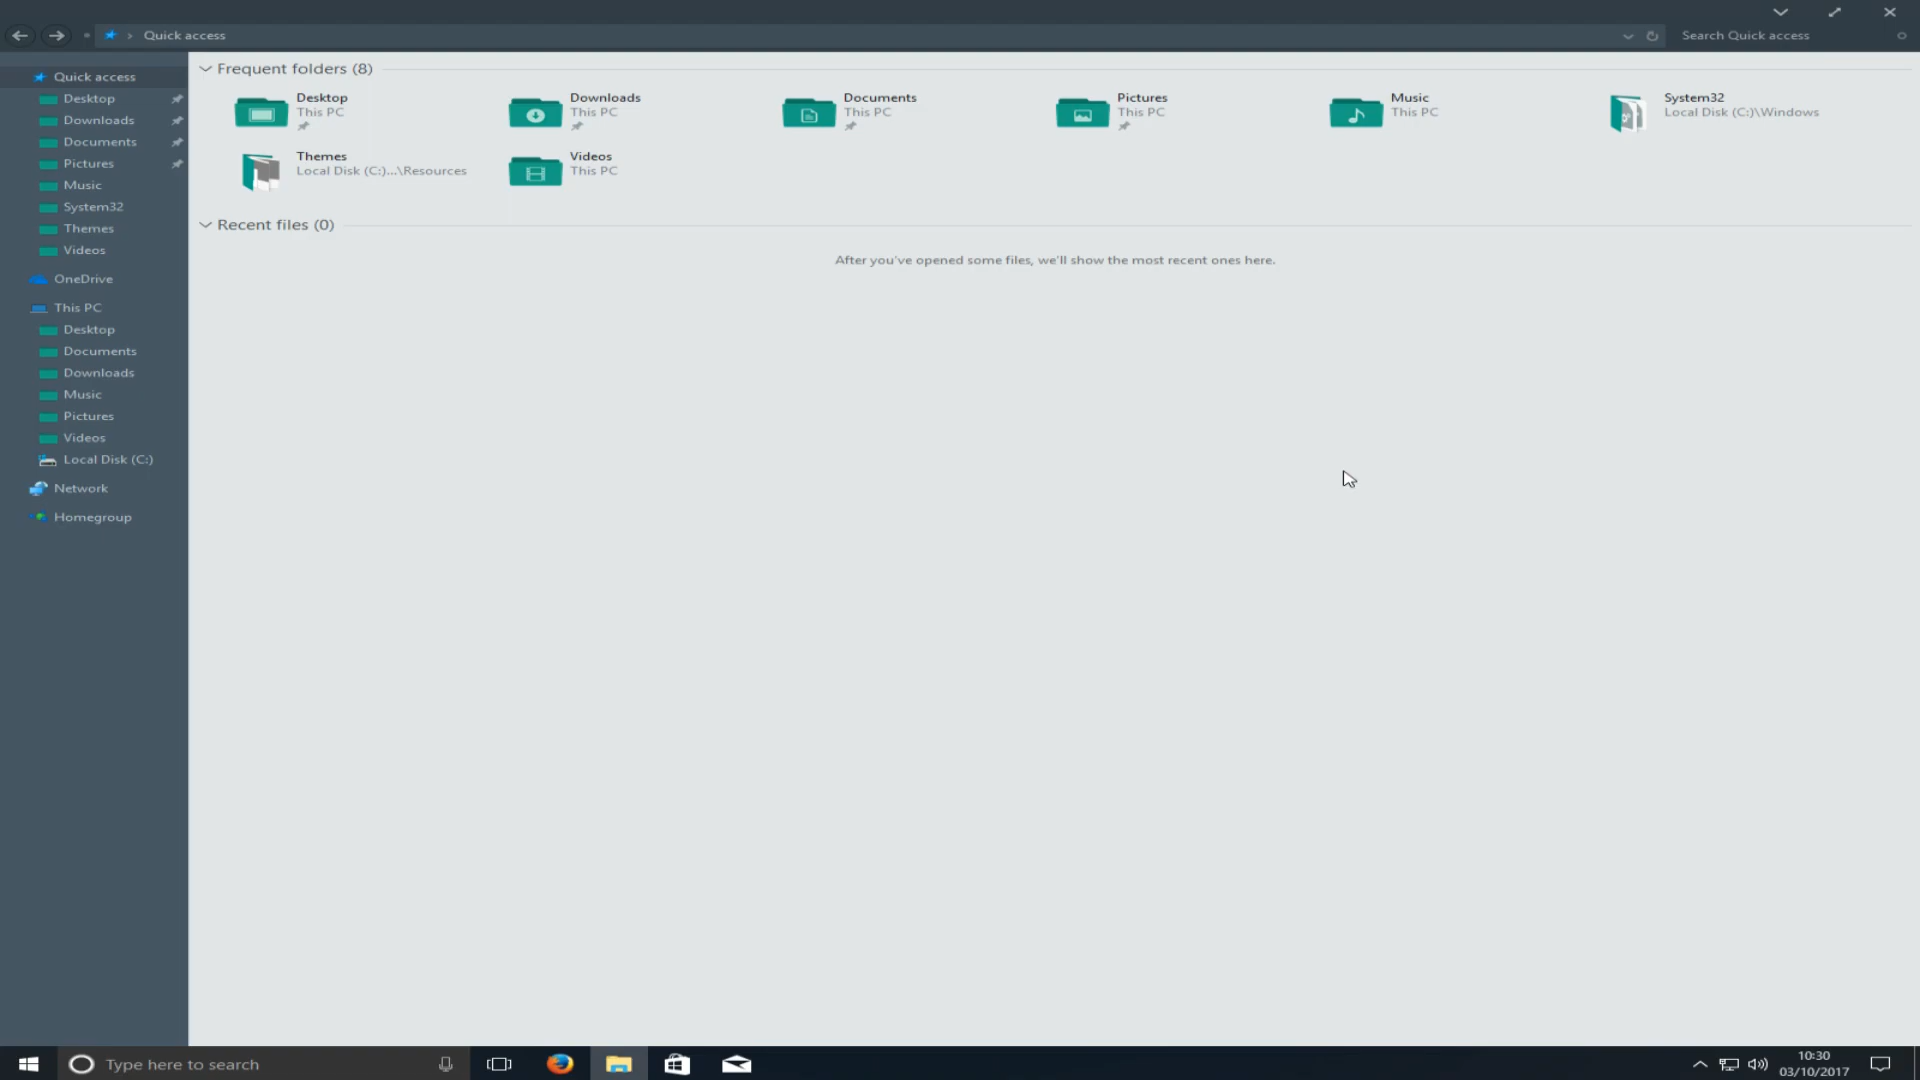 Quick access
Search Quick access
Quick access
Desktop
Downloads
Documents
Pictures
Music
System32
Themes
Videos
OneDrive
This PC
Desktop
Documents
Downloads
Music
Pictures
Videos
Local Disk (C:)
Network
Homegroup
Frequent folders (8)
Desktop
This PC
Downloads
This PC
Documents
This PC
Pictures
This PC
Music
This PC
System32
Local Disk (C:)\Windows
Themes
Local Disk (C:)...\Resources
Videos
This PC
Recent files (0)
After you've opened some files, we'll show the most recent ones here.
Type here to search
10:30
03/10/2017